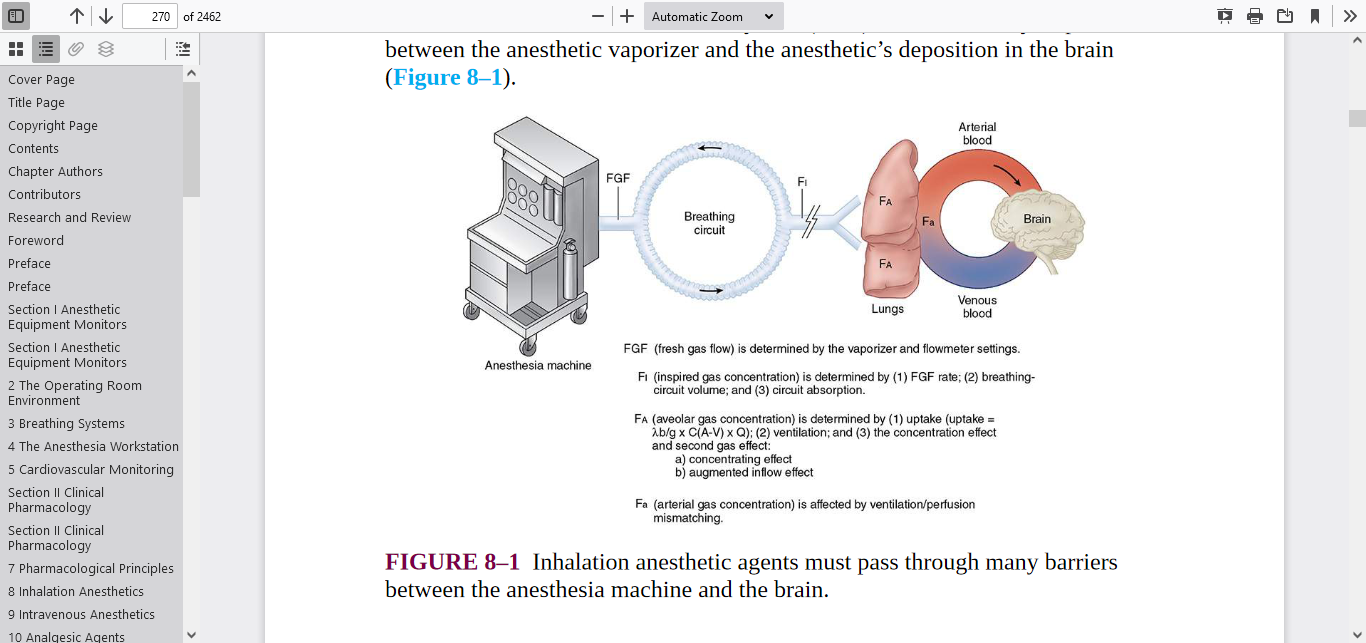 270 of 2462
Automatic Zoom
Cover Page
Title Page
Copyright Page
Contents
Chapter Authors
Contributors
Research and Review
Foreword
Preface
Preface
Section I Anesthetic
Equipment Monitors
Section I Anesthetic
Equipment Monitors
2 The Operating Room
Environment
3 Breathing Systems
4 The Anesthesia Workstation
5 Cardiovascular Monitoring
Section II Clinical
Pharmacology
Section II Clinical
Pharmacology
7 Pharmacological Principles
8 Inhalation Anesthetics
9 Intravenous Anesthetics
10 Analgesic Agents
between the anesthetic vaporizer and the anesthetic’s deposition in the brain
(Figure 8–1).
Arterial
blood
FGF
FI
Breathing
circuit
FA
Fa
Brain
FA
Venous
blood
Lungs
Anesthesia machine
FGF (fresh gas flow) is determined by the vaporizer and flowmeter settings.
FI (inspired gas concentration) is determined by (1) FGF rate; (2) breathing-
circuit volume; and (3) circuit absorption.
FA (aveolar gas concentration) is determined by (1) uptake (uptake =
λb/g x C(A-V) x Q); (2) ventilation; and (3) the concentration effect
and second gas effect:
a) concentrating effect
b) augmented inflow effect
Fa (arterial gas concentration) is affected by ventilation/perfusion
mismatching.
FIGURE 8–1 Inhalation anesthetic agents must pass through many barriers
between the anesthesia machine and the brain.